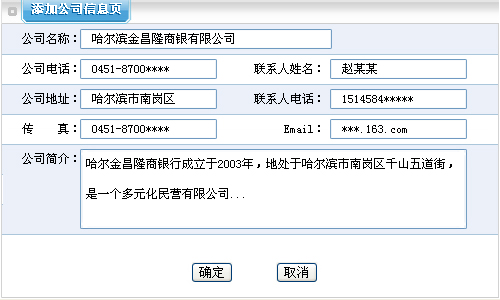 添加公司信息页
公司名称： 哈尔滨金昌隆商银有限公司
公司电话： 0451-8700**** 联系人姓名： 赵某某
公司地址： 哈尔滨市南岗区 联系人电话： 1514584*****
传 真： 0451-8700**** Email： ***.163.com
公司简介： 哈尔金昌隆商银行成立于2003年，地处于哈尔滨市南岗区千山五道街，
是一个多元化民营有限公司...
确定 取消